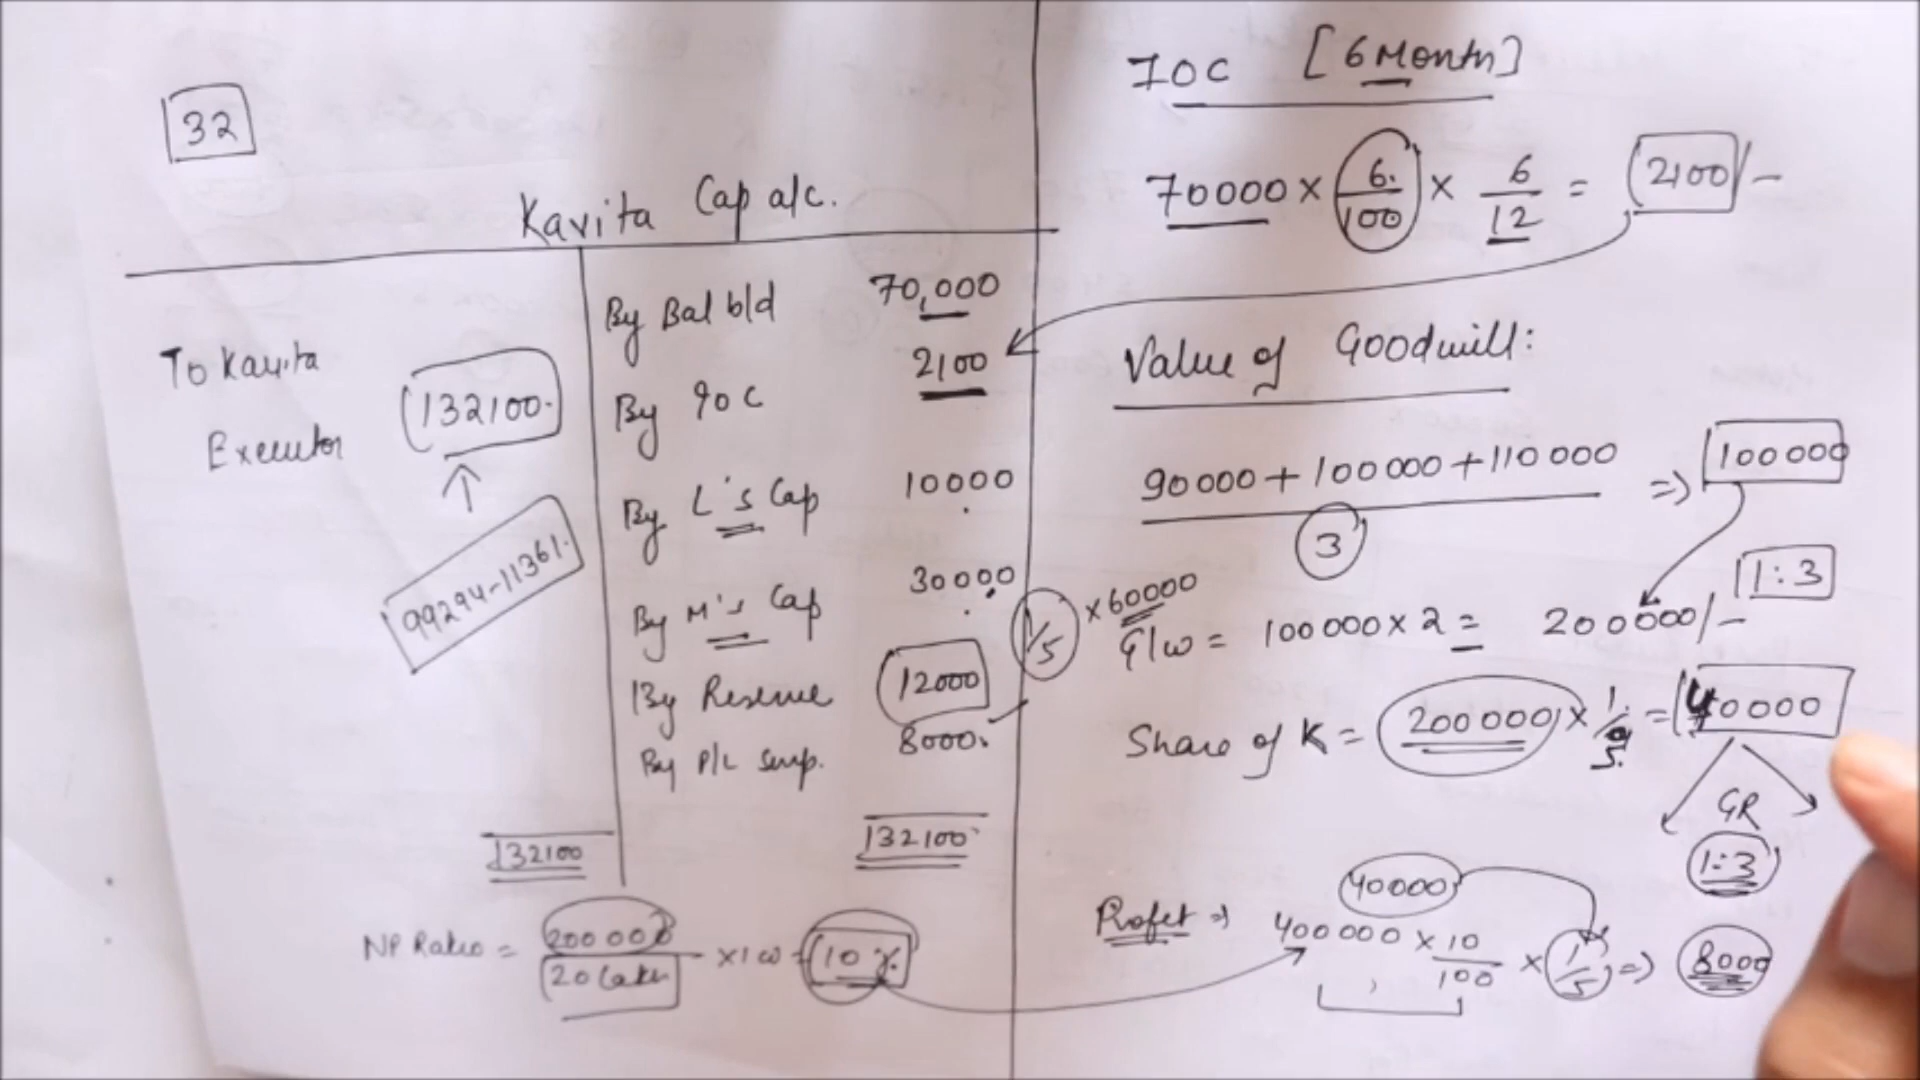 32
Kavita Cap a/c.
To Kavita
Executor
132100.
99294-11361.
132100
By Bal b/d 70,000
By IOC 2100
By L's Cap 10000
By M's Cap 30000
By Reserve 12000
By P/L Susp. 8000.
132100
1/5 × 60000
NP Ratio = 200000 / 20 Lakh × 100 = 10%
IOC [6 Month]
70000 × 6/100 × 6/12 = 2100/-
Value of Goodwill:
90000 + 100000 + 110000 / 3 => 100000
1:3
G/w = 100000 × 2 = 200000/-
Share of K = 200000 × 1/5 = 40000
GR
1:3
40000
Profit => 400000 × 10/100 × 1/5 => 8000